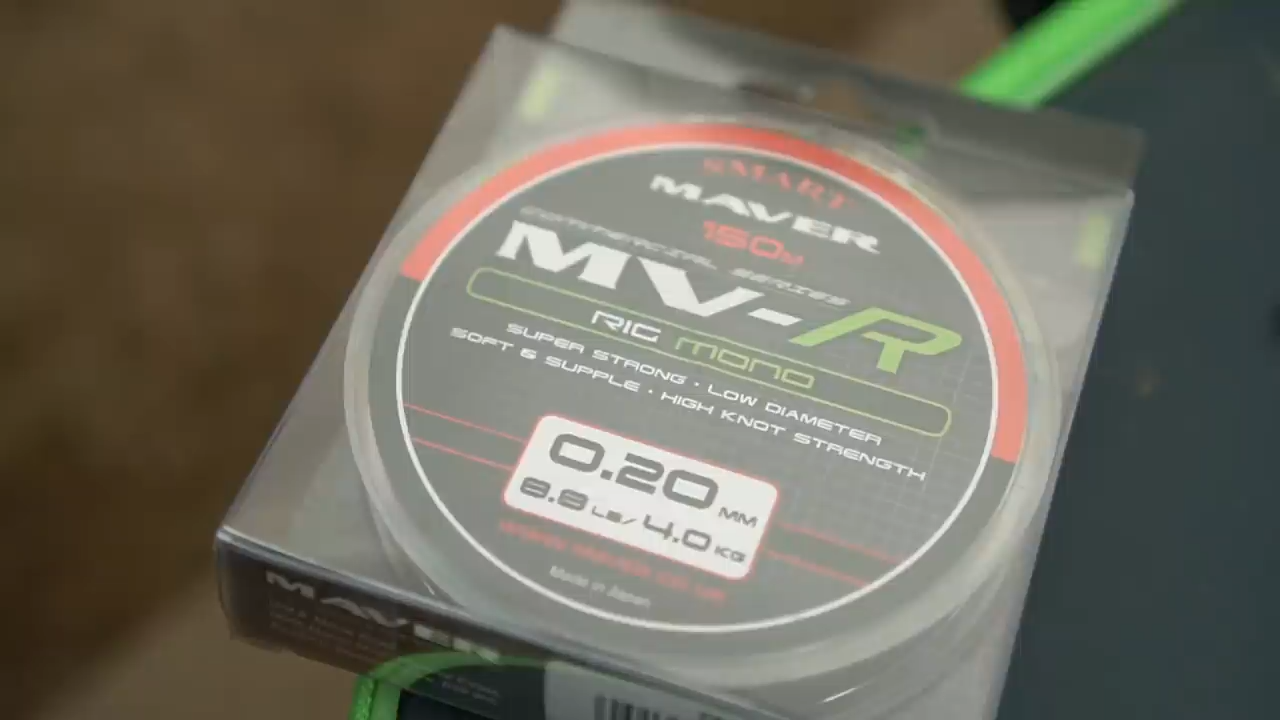 SMART
MAVER
150M
COMMERCIAL SERIES
MV-R
RIG MONO
SUPER STRONG · LOW DIAMETER
SOFT & SUPPLE · HIGH KNOT STRENGTH
0.20 MM
8.8 LB/ 4.0 KG
Made in Japan
MAVER